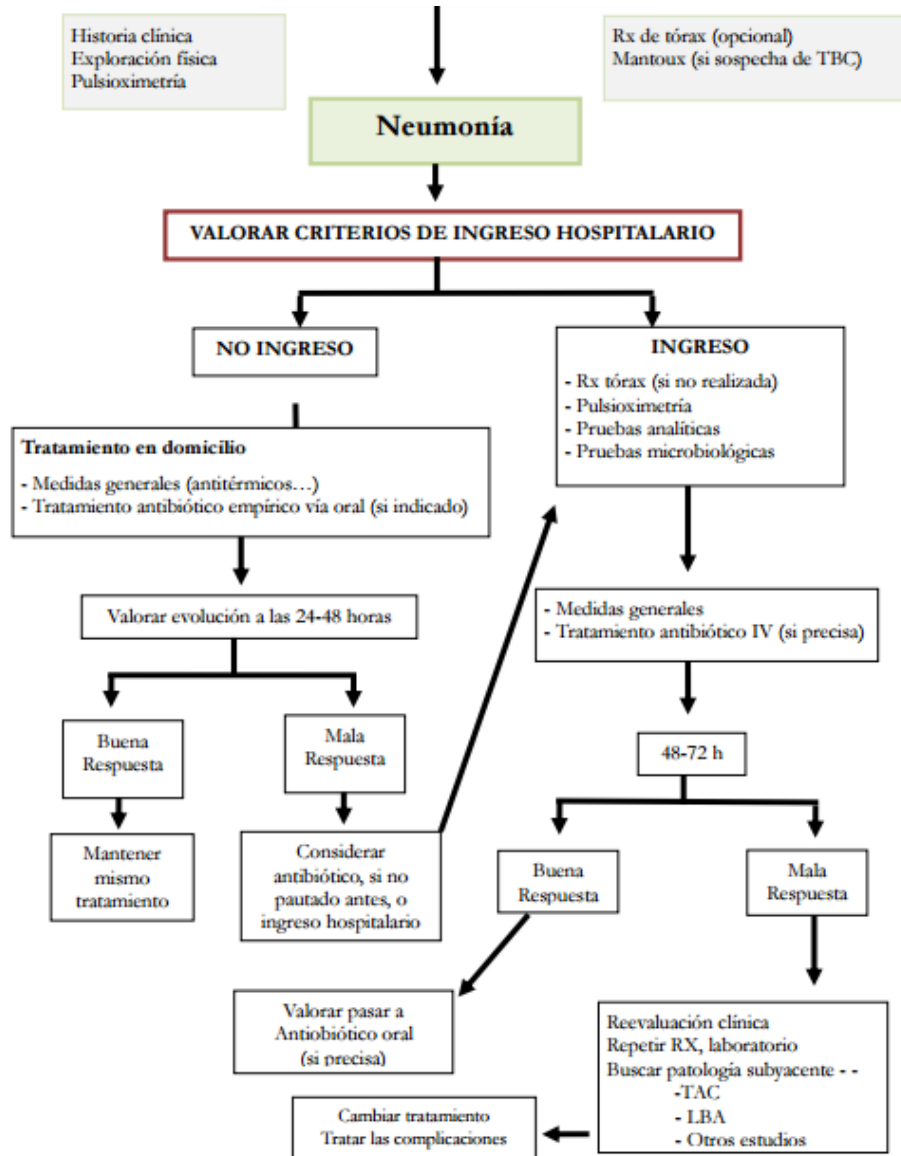 Historia clínica
Exploración física
Pulsioximetría
Rx de tórax (opcional)
Mantoux (si sospecha de TBC)
Neumonía
VALORAR CRITERIOS DE INGRESO HOSPITALARIO
NO INGRESO
INGRESO
- Rx tórax (si no realizada)
- Pulsioximetría
- Pruebas analíticas
- Pruebas microbiológicas
Tratamiento en domicilio
- Medidas generales (antitérmicos…)
- Tratamiento antibiótico empírico vía oral (si indicado)
Valorar evolución a las 24-48 horas
- Medidas generales
- Tratamiento antibiótico IV (si precisa)
Buena
Respuesta
Mala
Respuesta
48-72 h
Mantener
mismo
tratamiento
Considerar
antibiótico, si no
pautado antes, o
ingreso hospitalario
Buena
Respuesta
Mala
Respuesta
Valorar pasar a
Antiobiótico oral
(si precisa)
Reevaluación clínica
Repetir RX, laboratorio
Buscar patología subyacente - -
-TAC
- LBA
- Otros estudios
Cambiar tratamiento
Tratar las complicaciones